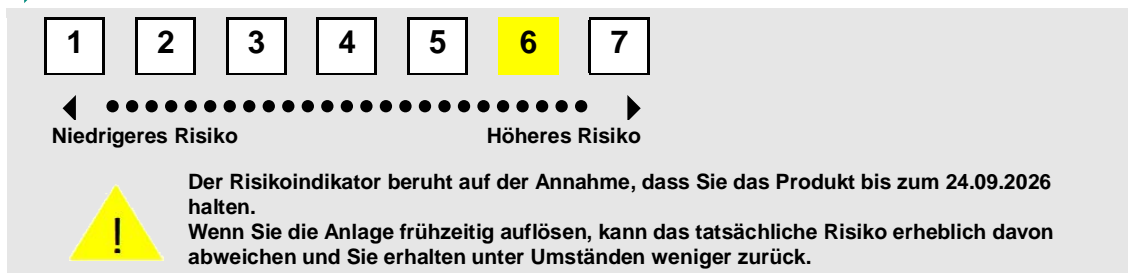 1 2 3 4 5 6 7
Niedrigeres Risiko Höheres Risiko
Der Risikoindikator beruht auf der Annahme, dass Sie das Produkt bis zum 24.09.2026
halten.
Wenn Sie die Anlage frühzeitig auflösen, kann das tatsächliche Risiko erheblich davon
abweichen und Sie erhalten unter Umständen weniger zurück.
!